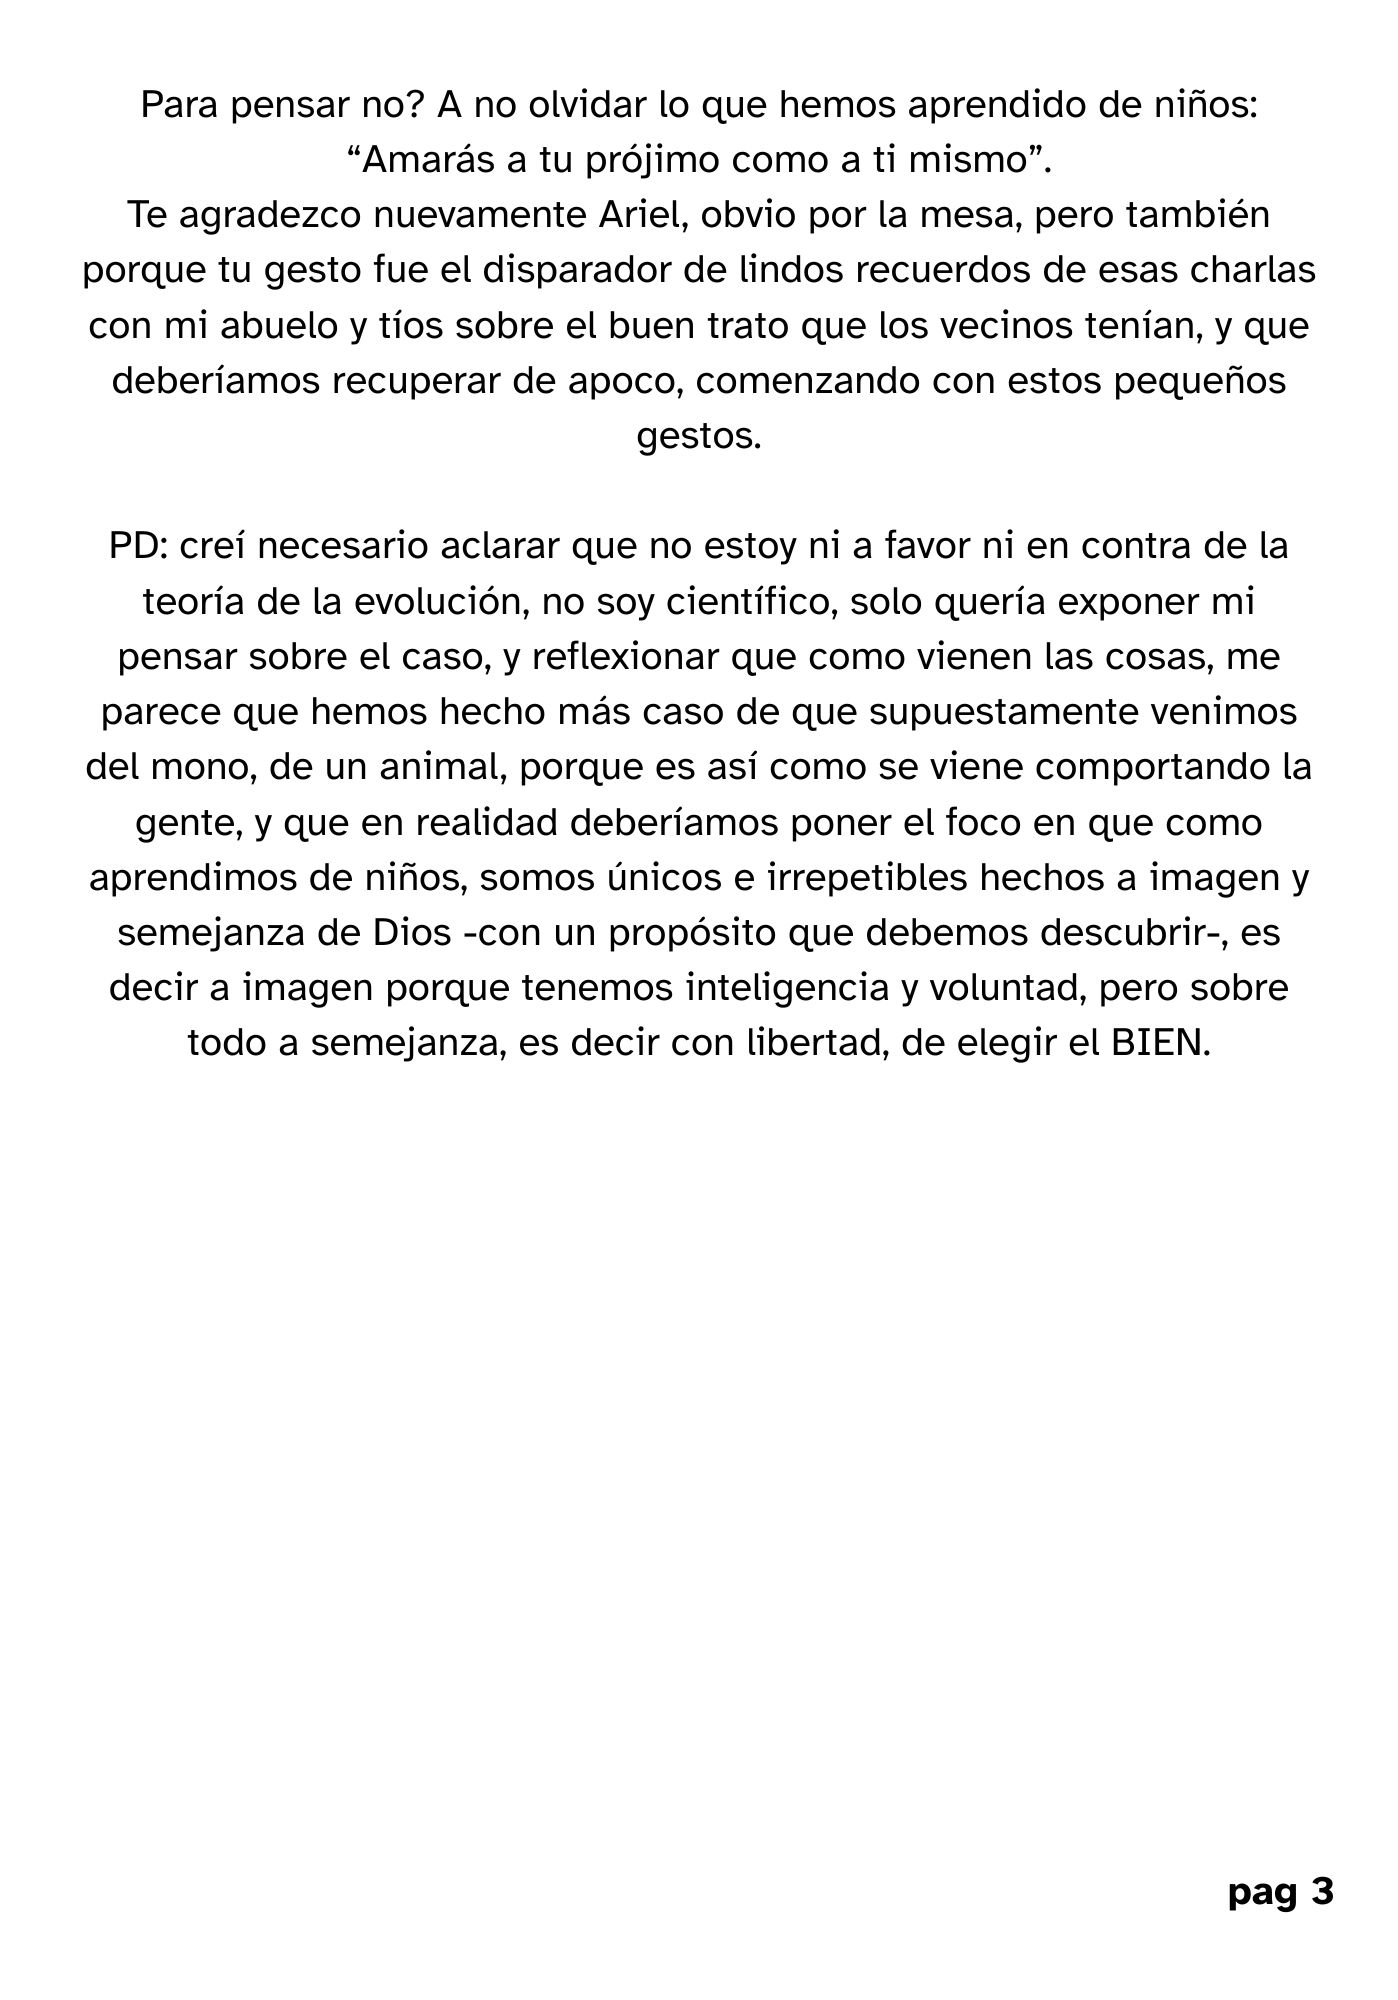 Para pensar no? A no olvidar lo que hemos aprendido de niños:
“Amarás a tu prójimo como a ti mismo”.
Te agradezco nuevamente Ariel, obvio por la mesa, pero también
porque tu gesto fue el disparador de lindos recuerdos de esas charlas
con mi abuelo y tíos sobre el buen trato que los vecinos tenían, y que
deberíamos recuperar de apoco, comenzando con estos pequeños
gestos.

PD: creí necesario aclarar que no estoy ni a favor ni en contra de la
teoría de la evolución, no soy científico, solo quería exponer mi
pensar sobre el caso, y reflexionar que como vienen las cosas, me
parece que hemos hecho más caso de que supuestamente venimos
del mono, de un animal, porque es así como se viene comportando la
gente, y que en realidad deberíamos poner el foco en que como
aprendimos de niños, somos únicos e irrepetibles hechos a imagen y
semejanza de Dios -con un propósito que debemos descubrir-, es
decir a imagen porque tenemos inteligencia y voluntad, pero sobre
todo a semejanza, es decir con libertad, de elegir el BIEN.

pag 3